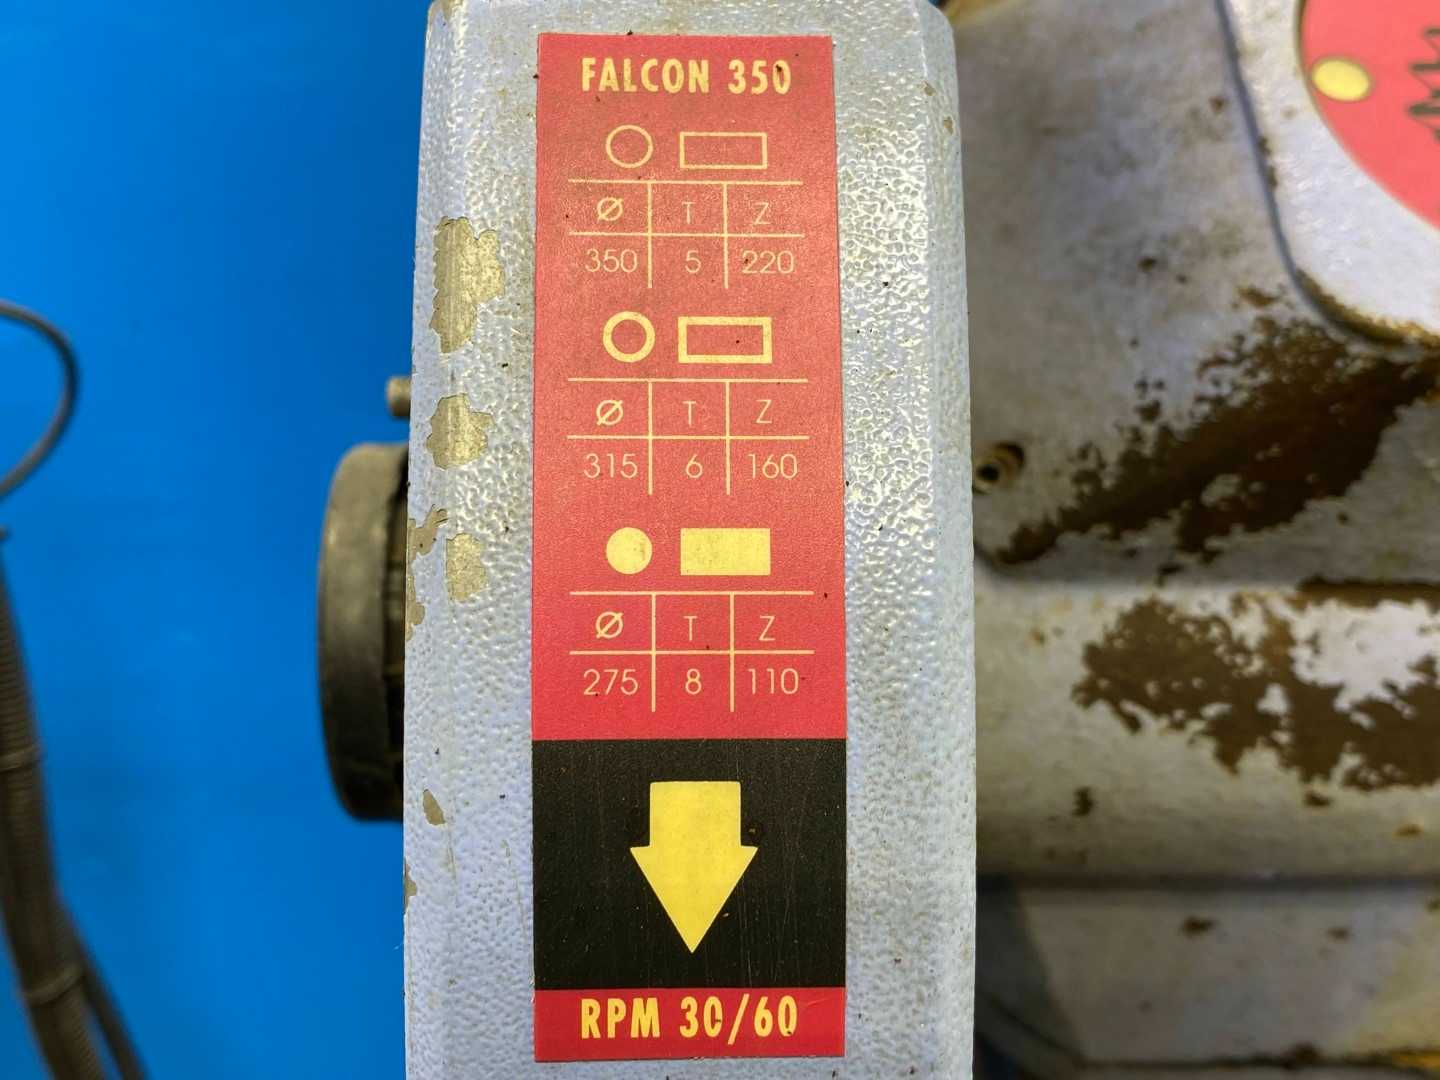 FALCON 350
Ø T Z
350 5 220
Ø T Z
315 6 160
Ø T Z
275 8 110
RPM 30/60